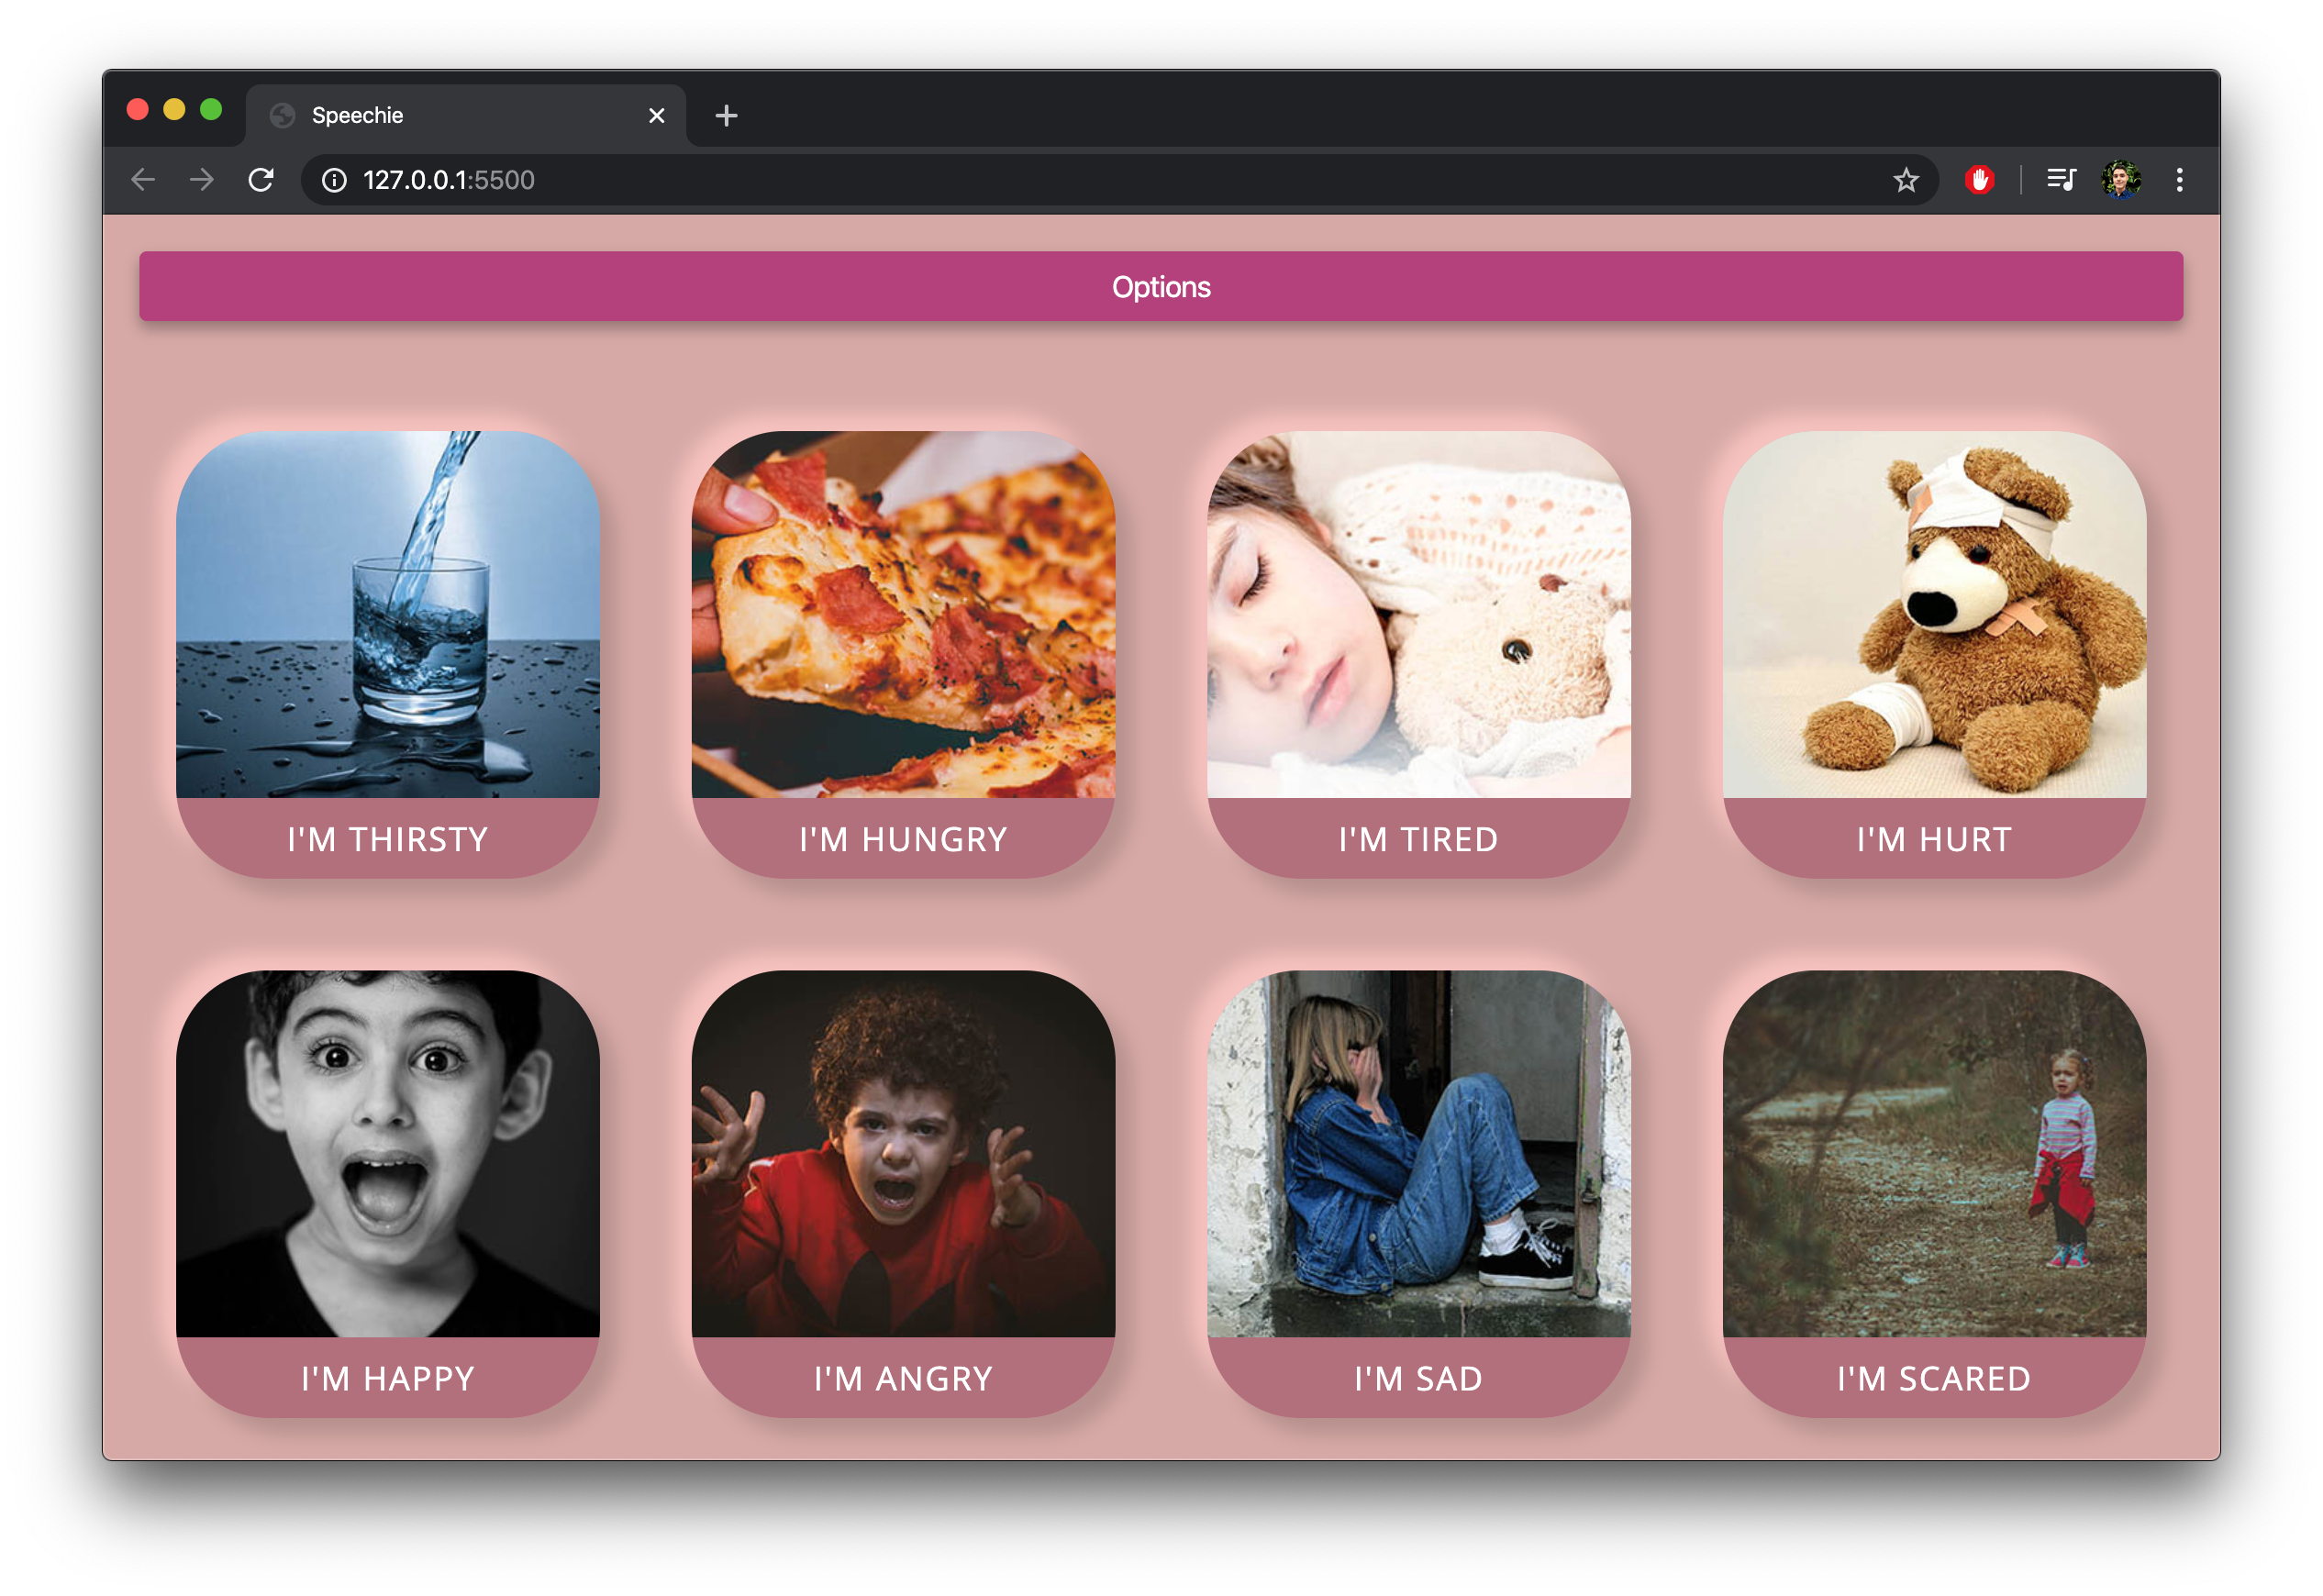 Speechie
127.0.0.1:5500
Options
I'M THIRSTY
I'M HUNGRY
I'M TIRED
I'M HURT
I'M HAPPY
I'M ANGRY
I'M SAD
I'M SCARED